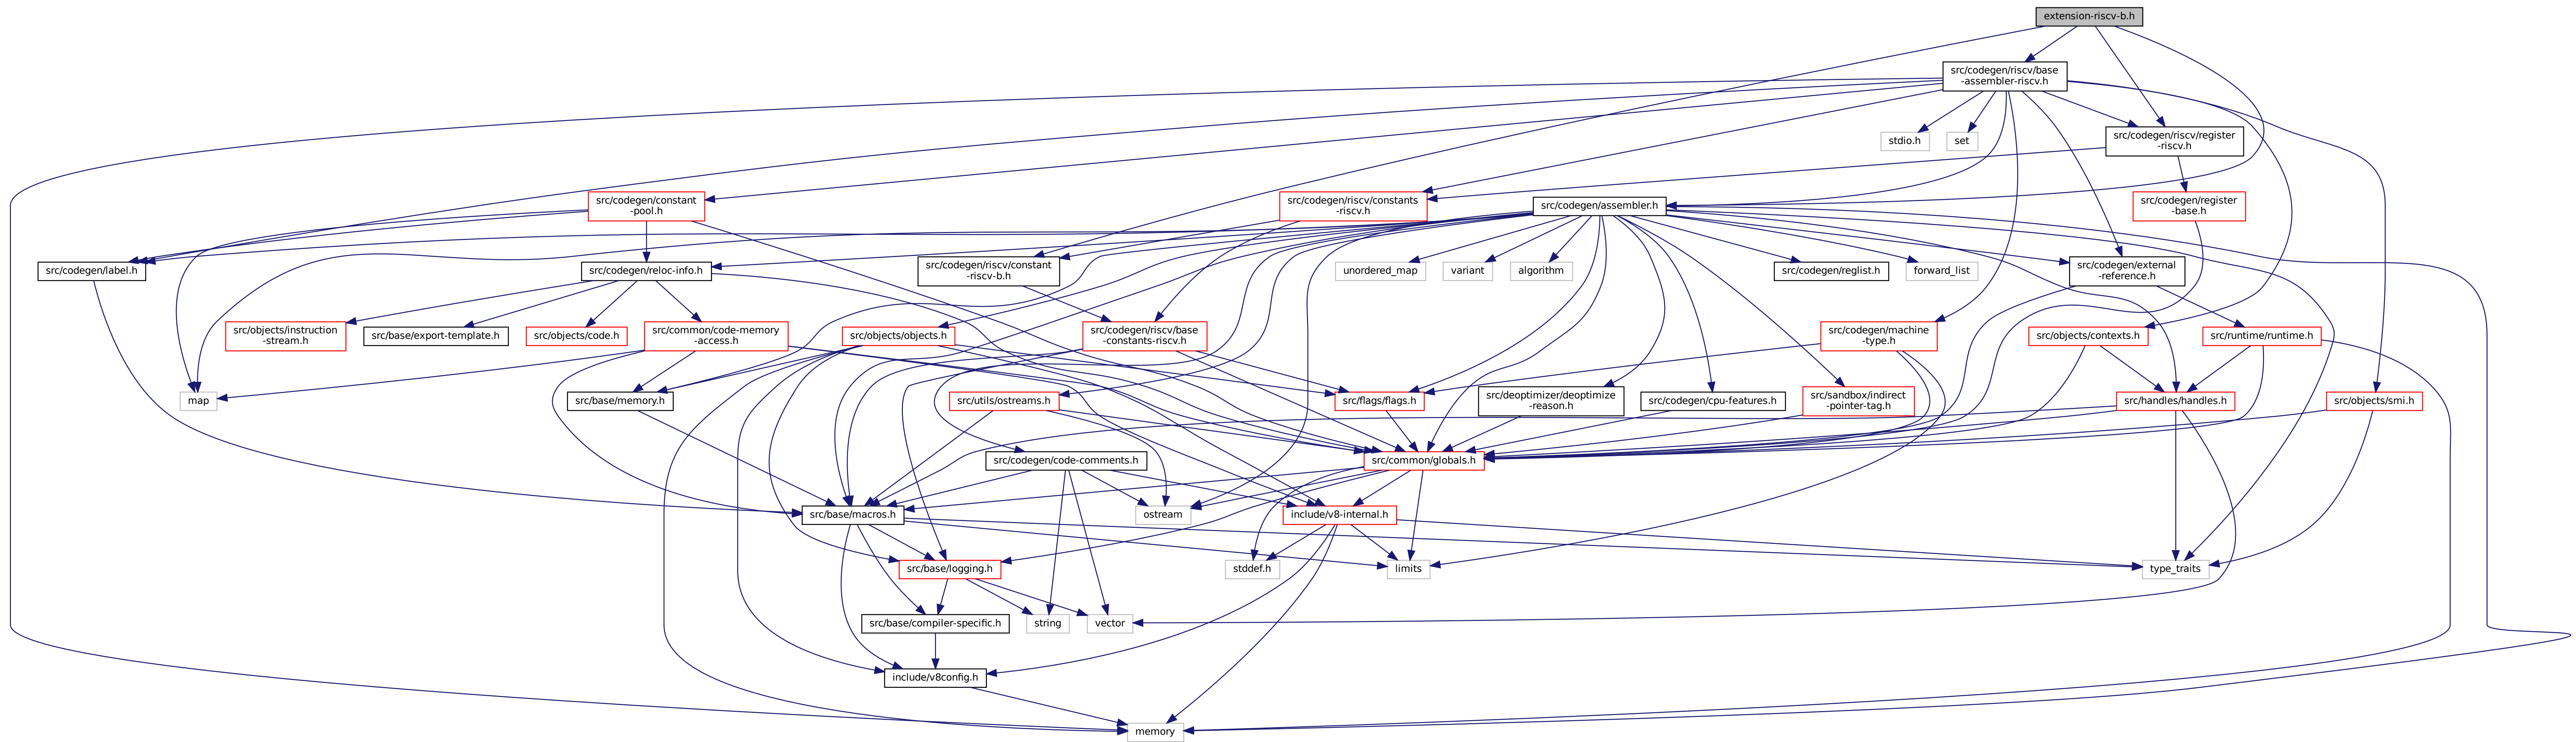 extension-riscv-b.h
src/codegen/riscv/base
-assembler-riscv.h
stdio.h
set
src/codegen/riscv/register
-riscv.h
src/codegen/constant
-pool.h
src/codegen/riscv/constants
-riscv.h
src/codegen/assembler.h
src/codegen/register
-base.h
src/codegen/label.h
src/codegen/reloc-info.h
src/codegen/riscv/constant
-riscv-b.h
unordered_map
variant
algorithm
src/codegen/reglist.h
forward_list
src/codegen/external
-reference.h
src/objects/instruction
-stream.h
src/base/export-template.h
src/objects/code.h
src/common/code-memory
-access.h
src/objects/objects.h
src/codegen/riscv/base
-constants-riscv.h
src/codegen/machine
-type.h
src/objects/contexts.h
src/runtime/runtime.h
map
src/base/memory.h
src/utils/ostreams.h
src/flags/flags.h
src/deoptimizer/deoptimize
-reason.h
src/codegen/cpu-features.h
src/sandbox/indirect
-pointer-tag.h
src/handles/handles.h
src/objects/smi.h
src/codegen/code-comments.h
src/common/globals.h
src/base/macros.h
ostream
include/v8-internal.h
src/base/logging.h
stddef.h
limits
type_traits
src/base/compiler-specific.h
string
vector
include/v8config.h
memory